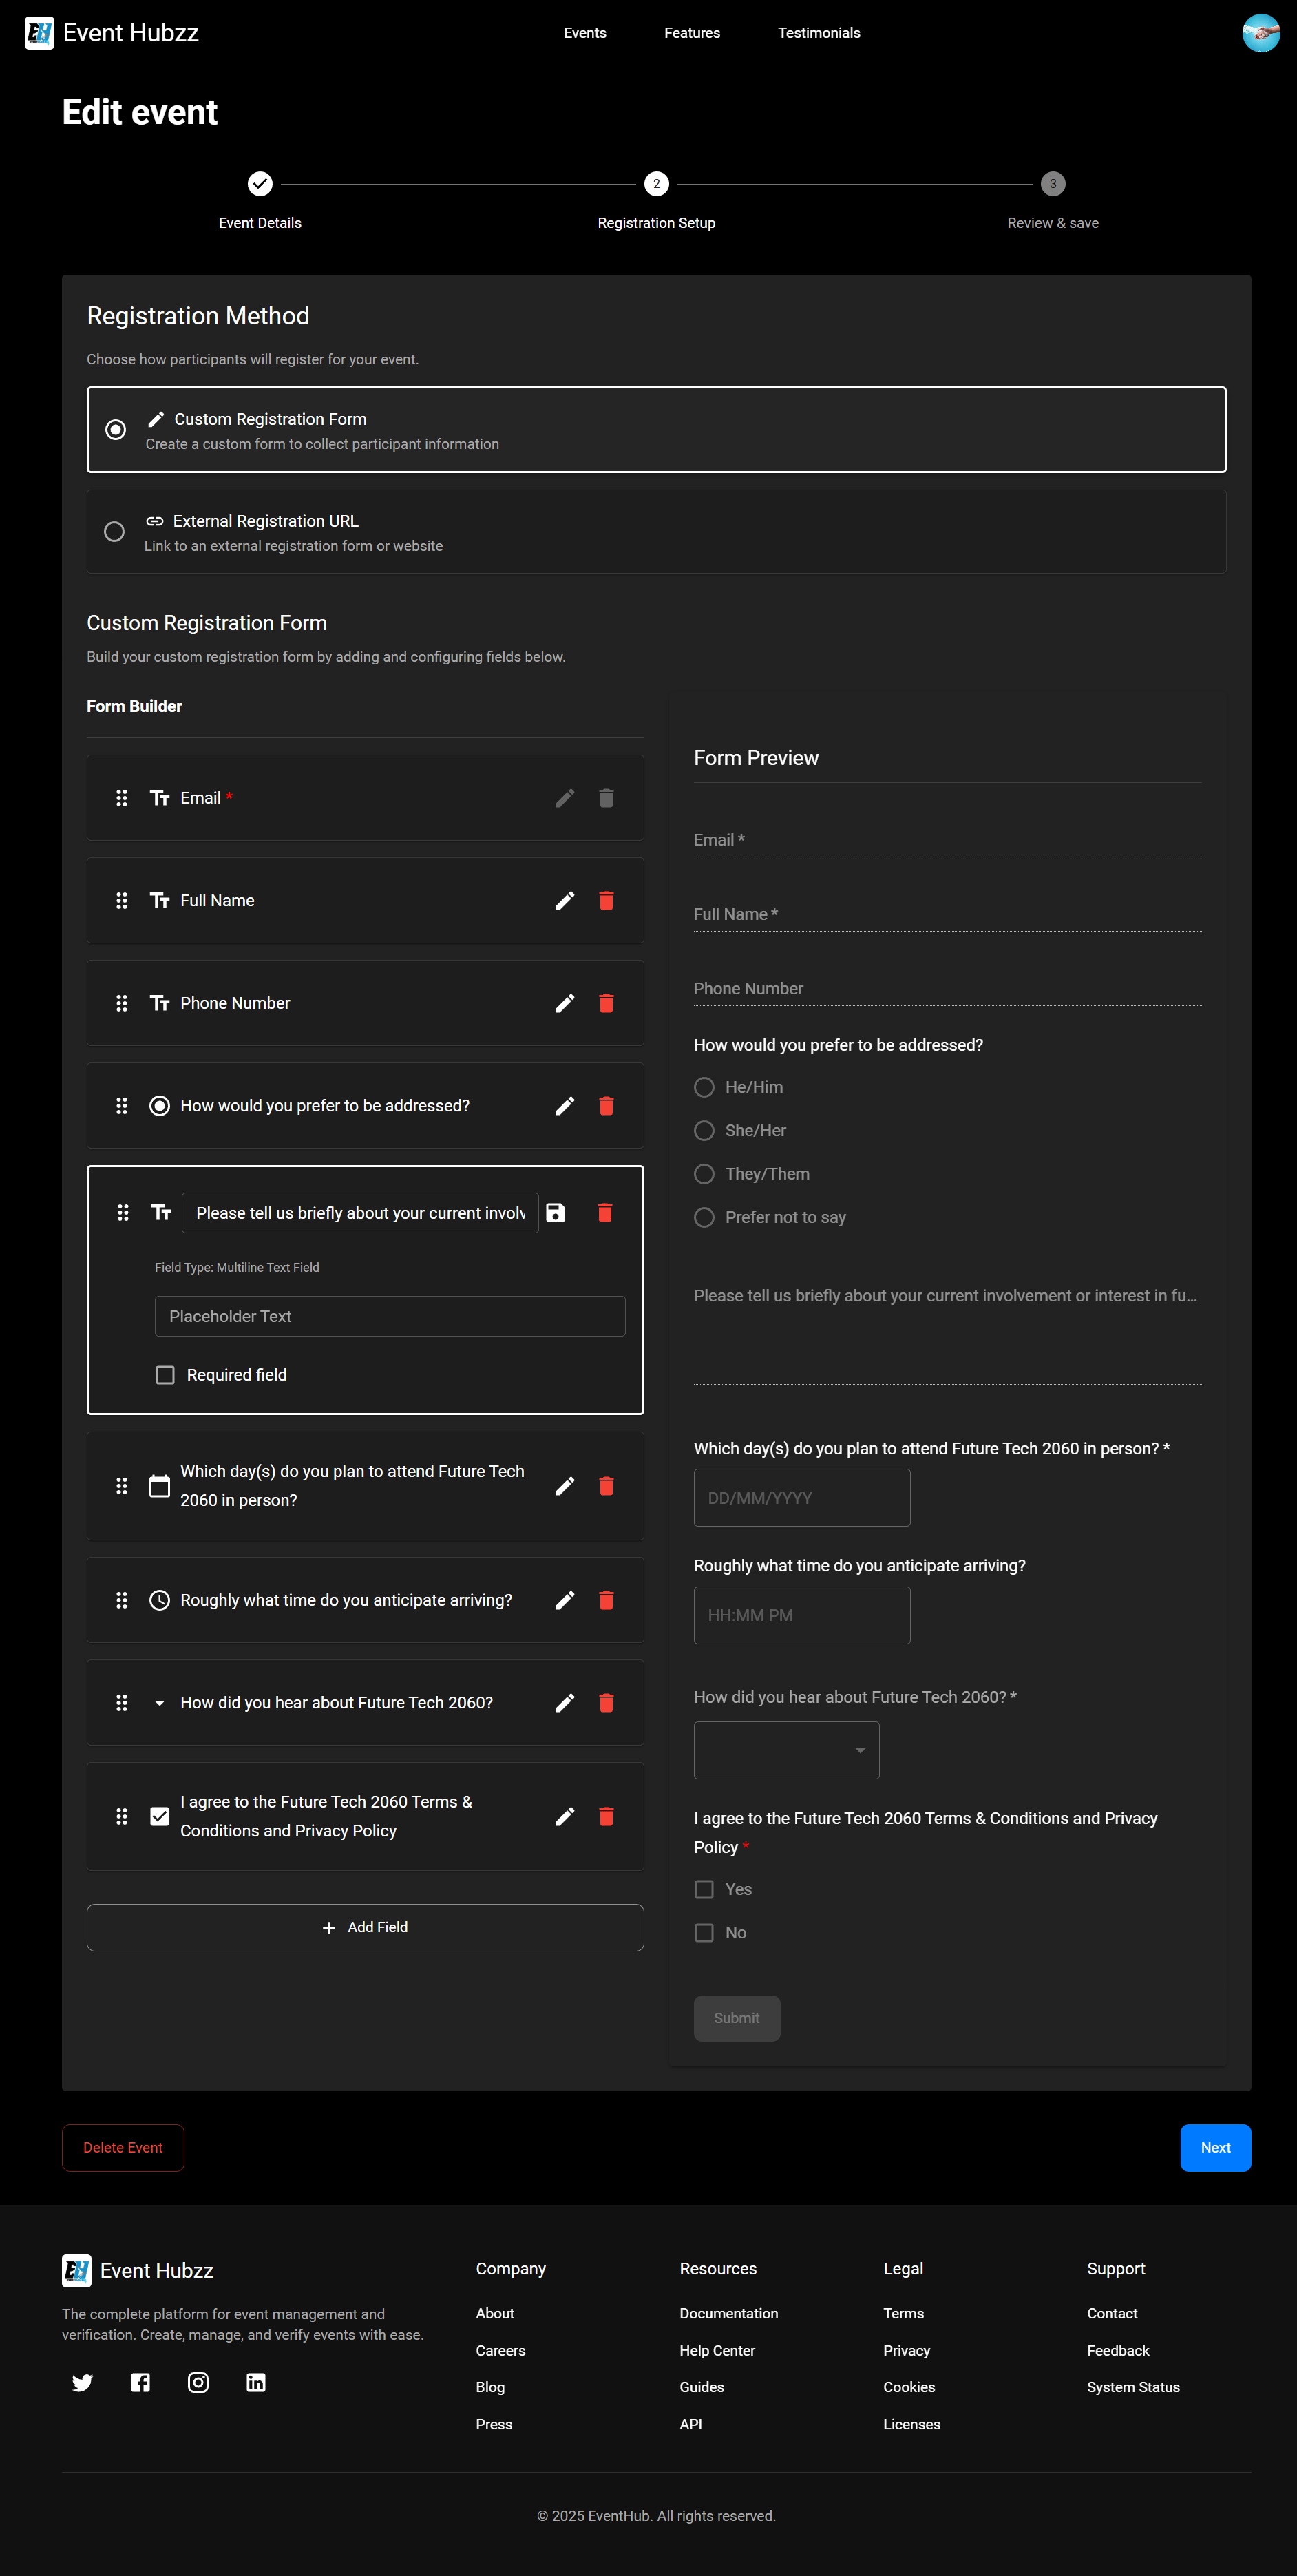 Event Hubzz
Events
Features
Testimonials
Edit event
2
3
Event Details
Registration Setup
Review & save
Registration Method
Choose how participants will register for your event.
Custom Registration Form
Create a custom form to collect participant information
External Registration URL
Link to an external registration form or website
Custom Registration Form
Build your custom registration form by adding and configuring fields below.
Form Builder
Email *
Full Name
Phone Number
How would you prefer to be addressed?
Please tell us briefly about your current involv
Field Type: Multiline Text Field
Placeholder Text
Required field
Which day(s) do you plan to attend Future Tech
2060 in person?
Roughly what time do you anticipate arriving?
How did you hear about Future Tech 2060?
I agree to the Future Tech 2060 Terms &
Conditions and Privacy Policy
Add Field
Form Preview
Email *
Full Name *
Phone Number
How would you prefer to be addressed?
He/Him
She/Her
They/Them
Prefer not to say
Please tell us briefly about your current involvement or interest in fu...
Which day(s) do you plan to attend Future Tech 2060 in person? *
DD/MM/YYYY
Roughly what time do you anticipate arriving?
HH:MM PM
How did you hear about Future Tech 2060? *
I agree to the Future Tech 2060 Terms & Conditions and Privacy
Policy *
Yes
No
Submit
Delete Event
Next
Event Hubzz
The complete platform for event management and
verification. Create, manage, and verify events with ease.
Company
About
Careers
Blog
Press
Resources
Documentation
Help Center
Guides
API
Legal
Terms
Privacy
Cookies
Licenses
Support
Contact
Feedback
System Status
© 2025 EventHub. All rights reserved.